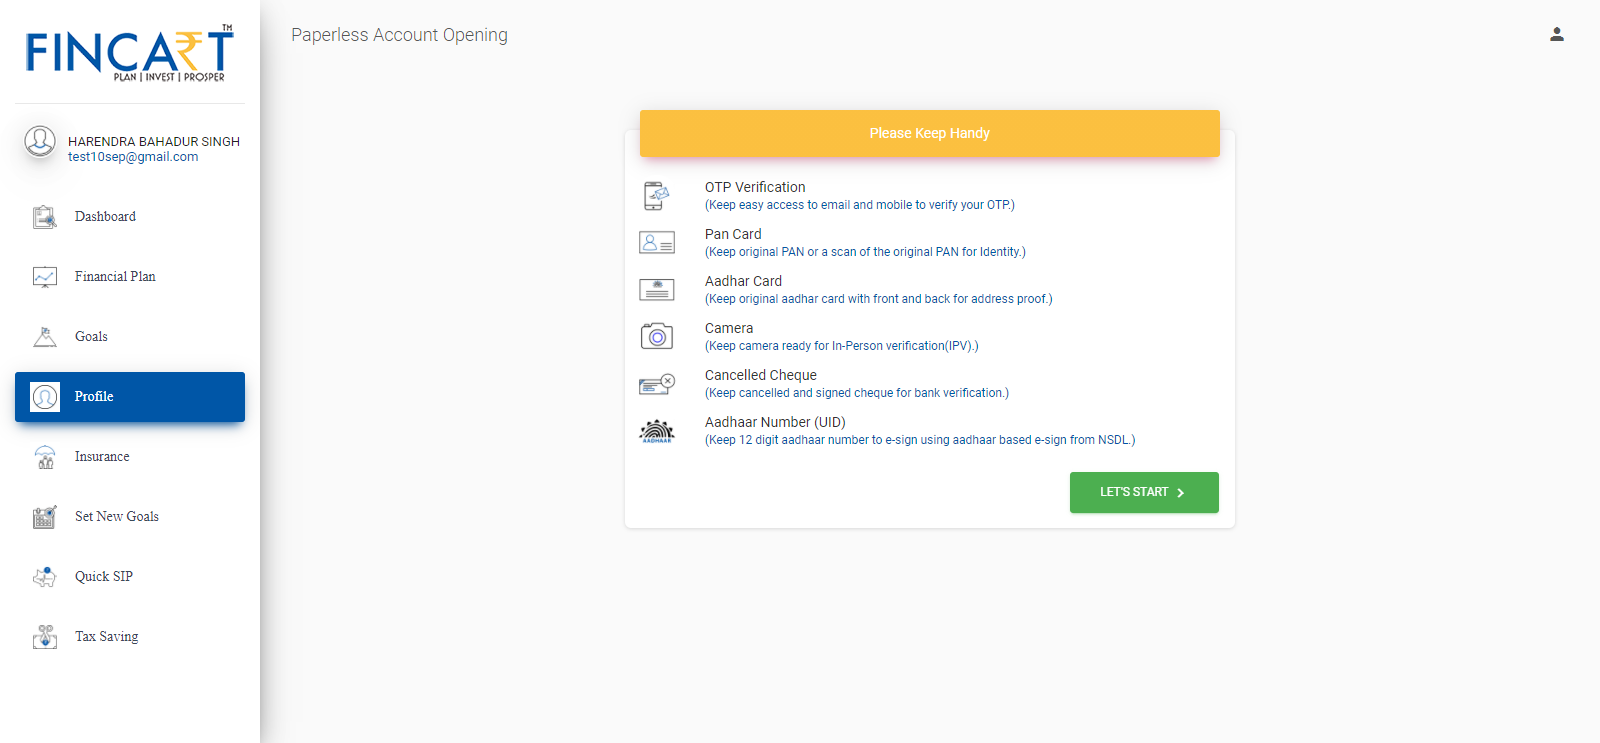 FINCART™
PLAN | INVEST | PROSPER
HARENDRA BAHADUR SINGH
test10sep@gmail.com
Dashboard
Financial Plan
Goals
Profile
Insurance
Set New Goals
Quick SIP
Tax Saving
Paperless Account Opening
Please Keep Handy
OTP Verification
(Keep easy access to email and mobile to verify your OTP.)
Pan Card
(Keep original PAN or a scan of the original PAN for Identity.)
Aadhar Card
(Keep original aadhar card with front and back for address proof.)
Camera
(Keep camera ready for In-Person verification(IPV).)
Cancelled Cheque
(Keep cancelled and signed cheque for bank verification.)
AADHAAR
Aadhaar Number (UID)
(Keep 12 digit aadhaar number to e-sign using aadhaar based e-sign from NSDL.)
LET'S START